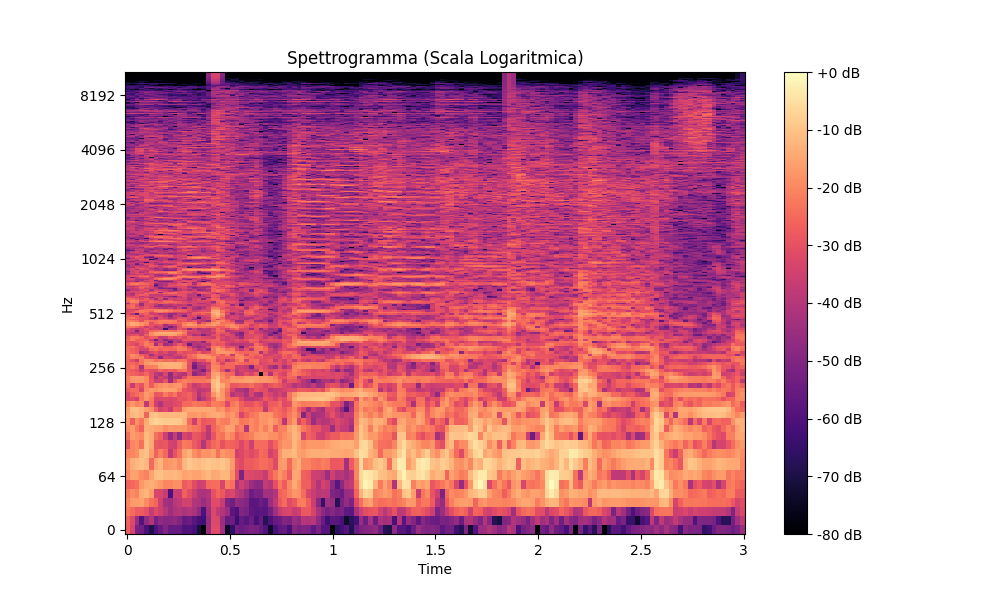 Spettrogramma (Scala Logaritmica)
Hz
8192
4096
2048
1024
512
256
128
64
0
0
0.5
1
1.5
2
2.5
3
Time
+0 dB
-10 dB
-20 dB
-30 dB
-40 dB
-50 dB
-60 dB
-70 dB
-80 dB